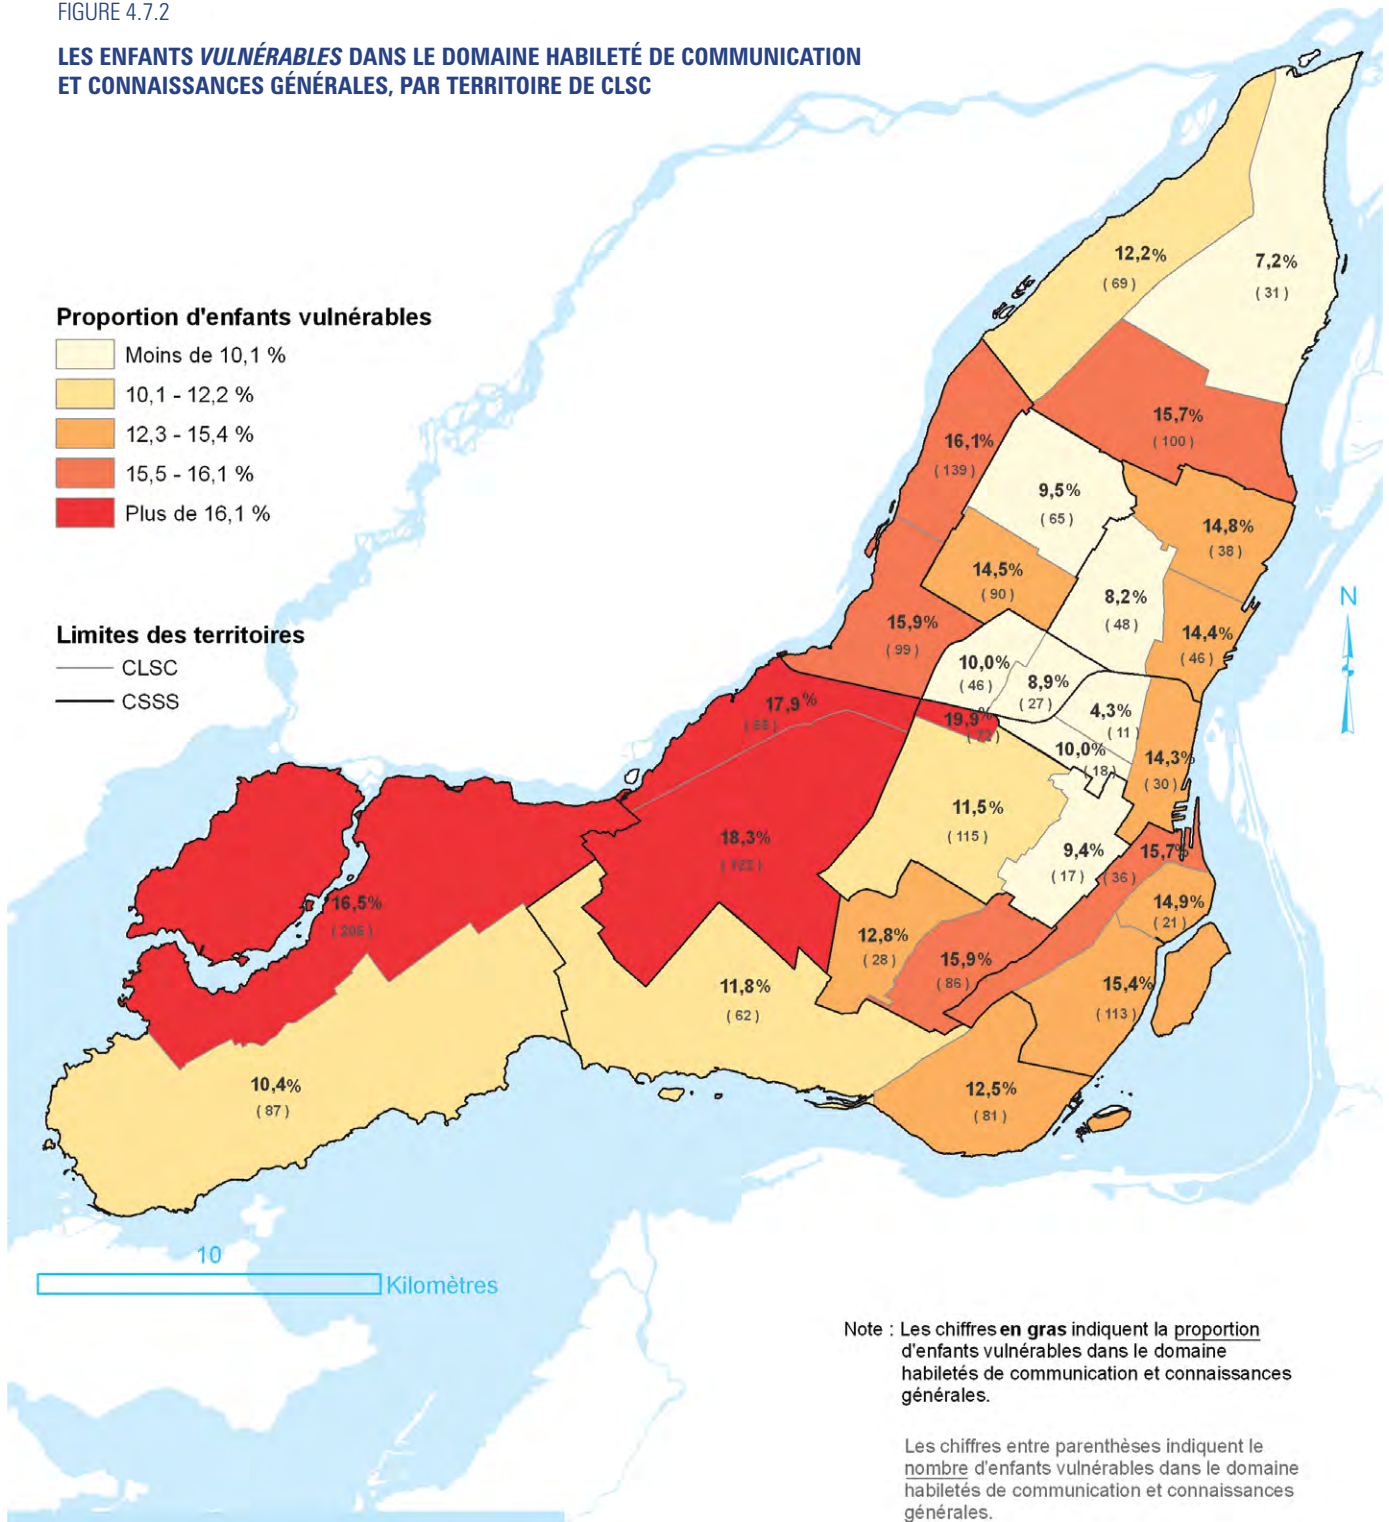 FIGURE 4.7.2
LES ENFANTS VULNÉRABLES DANS LE DOMAINE HABILETÉ DE COMMUNICATION
ET CONNAISSANCES GÉNÉRALES, PAR TERRITOIRE DE CLSC
Proportion d'enfants vulnérables
Moins de 10,1 %
10,1 - 12,2 %
12,3 - 15,4 %
15,5 - 16,1 %
Plus de 16,1 %
Limites des territoires
CLSC
CSSS
12,2%
( 69 )
7,2%
( 31 )
15,7%
( 100 )
16,1%
( 139 )
9,5%
( 65 )
14,8%
( 38 )
14,5%
( 90 )
8,2%
( 48 )
15,9%
( 99 )
14,4%
( 46 )
10,0%
( 46 )
8,9%
( 27 )
17,9%
19,9%
4,3%
( 11 )
10,0%
( 18 )
14,3%
( 30 )
11,5%
( 115 )
18,3%
9,4%
( 17 )
15,7%
( 36 )
16,5%
14,9%
( 21 )
12,8%
( 28 )
15,9%
( 86 )
11,8%
( 62 )
15,4%
( 113 )
10,4%
( 87 )
12,5%
( 81 )
N
10
Kilomètres
Note : Les chiffres en gras indiquent la proportion
d'enfants vulnérables dans le domaine
habiletés de communication et connaissances
générales.
Les chiffres entre parenthèses indiquent le
nombre d'enfants vulnérables dans le domaine
habiletés de communication et connaissances
générales.